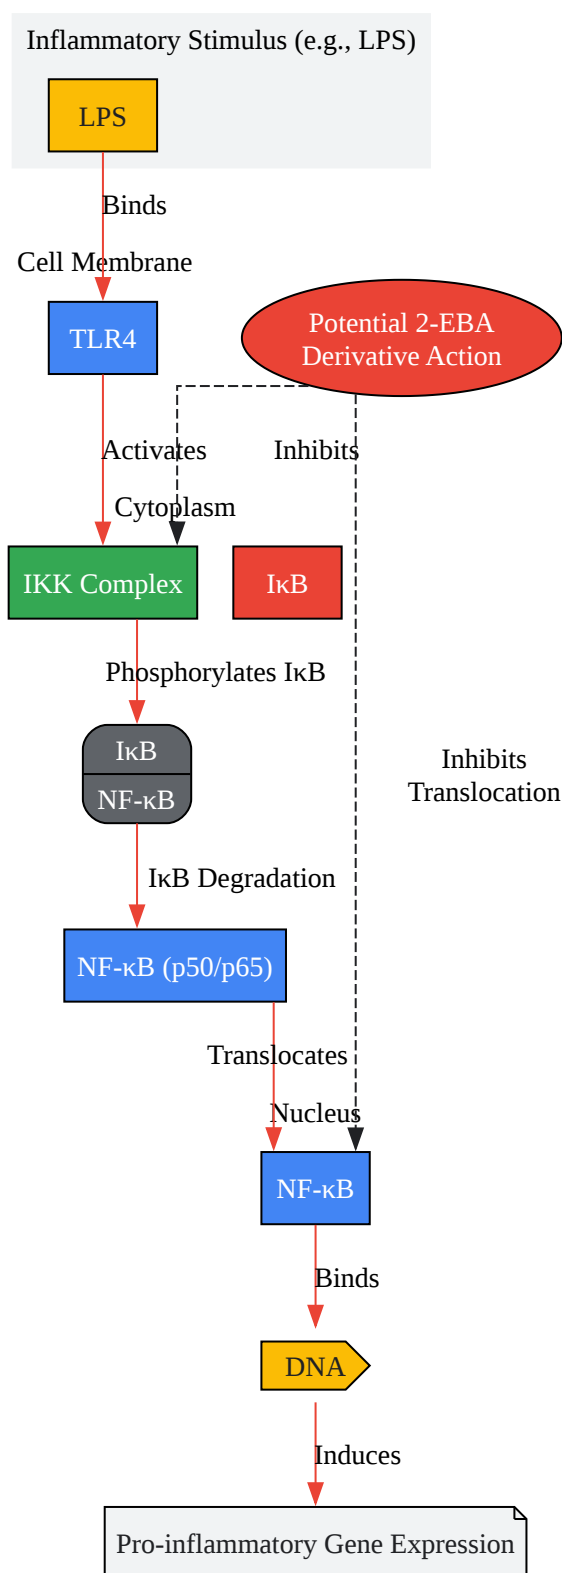 Inflammatory Stimulus (e.g., LPS)
LPS
Binds
Cell Membrane
TLR4
Potential 2-EBA
Derivative Action
Activates
Inhibits
Cytoplasm
IKK Complex
IκB
Phosphorylates IκB
IκB
NF-κB
Inhibits
Translocation
IκB Degradation
NF-κB (p50/p65)
Translocates
Nucleus
NF-κB
Binds
DNA
Induces
Pro-inflammatory Gene Expression